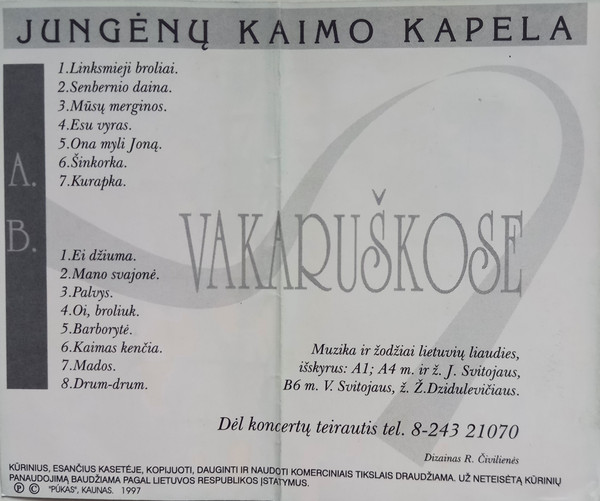 JUNGĖNŲ KAIMO KAPELA
A.
1.Linksmieji broliai.
2.Senbernio daina.
3.Mūsų merginos.
4.Esu vyras.
5.Ona myli Joną.
6.Šinkorka.
7.Kurapka.
VAKARUŠKOSE
B.
1.Ei džiuma.
2.Mano svajonė.
3.Palvys.
4.Oi, broliuk.
5.Barborytė.
6.Kaimas kenčia.
7.Mados.
8.Drum-drum.
Muzika ir žodžiai lietuvių liaudies,
išskyrus: A1; A4 m. ir ž. J. Svitojaus,
B6 m. V. Svitojaus, ž. Ž.Dzidulevičiaus.
Dėl koncertų teirautis tel. 8-243 21070
Dizainas R. Čivilienės
KŪRINIUS, ESANČIUS KASETĖJE, KOPIJUOTI, DAUGINTI IR NAUDOTI KOMERCINIAIS TIKSLAIS DRAUDŽIAMA. UŽ NETEISĖTĄ KŪRINIŲ
PANAUDOJIMĄ BAUDŽIAMA PAGAL LIETUVOS RESPUBLIKOS ĮSTATYMUS.
Ⓟ © "PŪKAS", KAUNAS. 1997